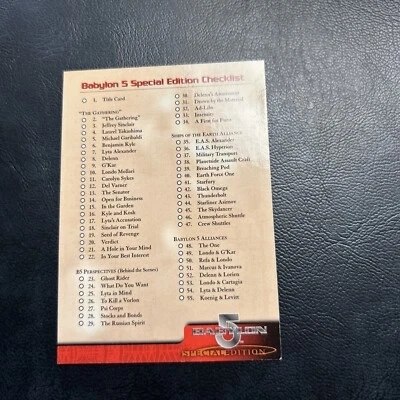 Babylon 5 Special Edition Checklist
1. Title Card
"The Gathering"
2. "The Gathering"
3. Jeffrey Sinclair
4. Laurel Takashima
5. Michael Garibaldi
6. Benjamin Kyle
7. Lyta Alexander
8. Delenn
9. G'Kar
10. Londo Mollari
11. Carolyn Sykes
12. Del Varner
13. The Senator
14. Open for Business
15. In the Garden
16. Kyle and Kosh
17. Lyta's Accusation
18. Sinclair on Trial
19. Seed of Revenge
20. Verdict
21. A Hole in Your Mind
22. In Your Best Interest
B5 Perspectives (Behind the Scenes)
23. Ghost Rider
24. What Do You Want
25. Lyta in Mind
26. To Kill a Vorlon
27. Psi Corps
28. Stocks and Bonds
29. The Russian Spirit
30. Delenn's
31. Driven by the
32. Ad-Libs
33.
34. A First for Faire
Ships of the Earth Alliance
35. E.A.S. Alexander
36. E.A.S. Hyperion
37. Military Transport
38. Planetside Assault Craft
39. Breaching Pod
40. Earth Force One
41. Starfury
42. Black Omega
43. Thunderbolt
44. Starliner Asimov
45. The Skydancer
46. Atmospheric Shuttle
47. Crew Shuttles
Babylon 5 Alliances
48. The One
49. Londo & G'Kar
50. Refa & Londo
51. Marcus & Ivanova
52. Delenn & Lorien
53. Londo & Cartagia
54. Lyta & Delenn
55. Koenig & Levitt
BABYLON 5
SPECIAL EDITION